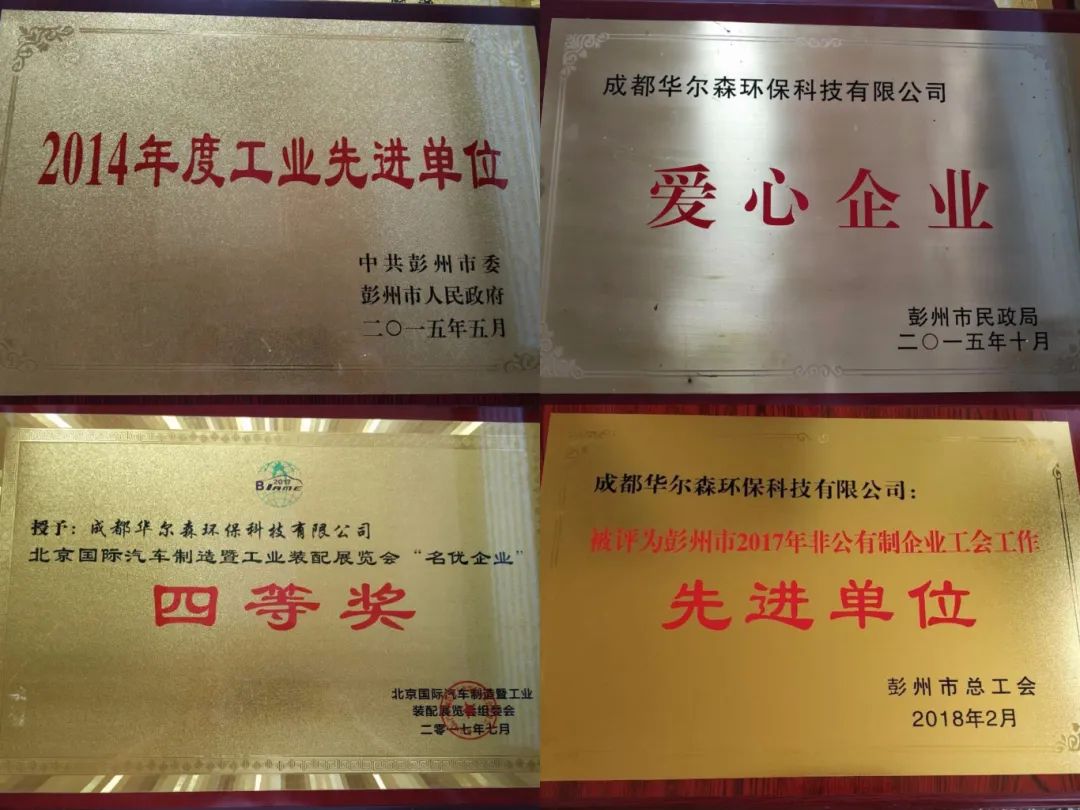 2014年度工业先进单位
中共彭州市委
彭州市人民政府
二〇一五年五月
成都华尔森环保科技有限公司
爱心企业
彭州市民政局
二〇一五年十月
2017
BIAME
授予：成都华尔森环保科技有限公司
北京国际汽车制造暨工业装配展览会“名优企业”
四等奖
北京国际汽车制造暨工业
装配展览会组委会
二零一七年七月
成都华尔森环保科技有限公司：
被评为彭州市2017年非公有制企业工会工作
先进单位
彭州市总工会
2018年2月